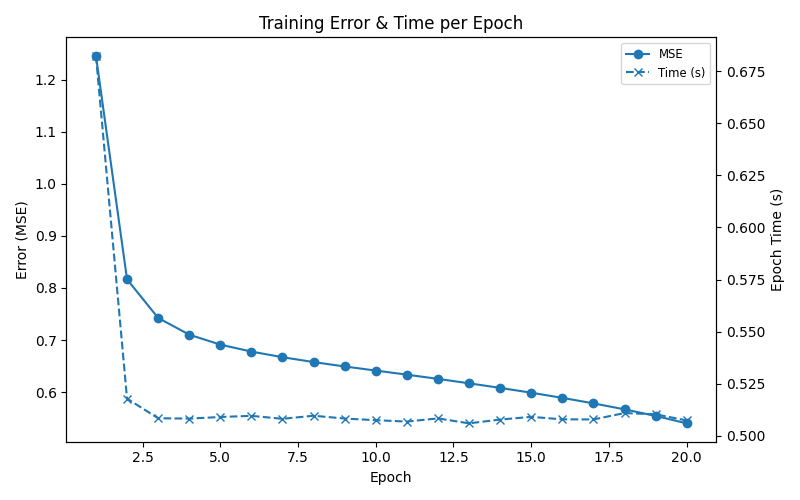 Training Error & Time per Epoch
MSE
Time (s)
Error (MSE)
1.2
1.1
1.0
0.9
0.8
0.7
0.6
0.675
0.650
0.625
0.600
0.575
0.550
0.525
0.500
Epoch Time (s)
2.5 5.0 7.5 10.0 12.5 15.0 17.5 20.0
Epoch